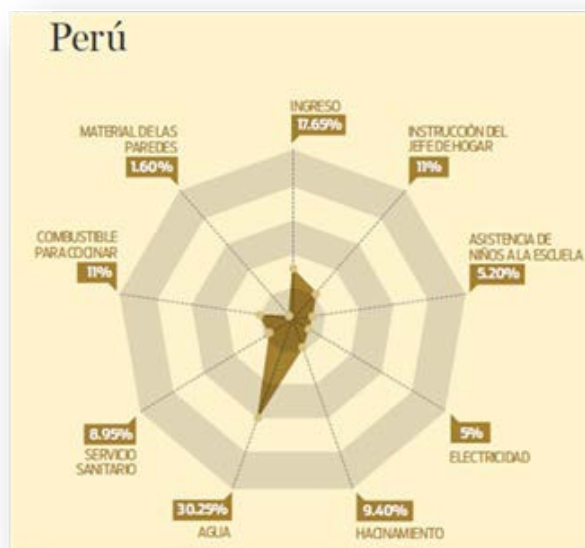 Perú
INGRESO
17.65%
MATERIAL DE LAS
PAREDES
1.60%
INSTRUCCIÓN DEL
JEFE DE HOGAR
11%
COMBUSTIBLE
PARA COCINAR
11%
ASISTENCIA DE
NIÑOS A LA ESCUELA
5.20%
8.95%
SERVICIO
SANITARIO
5%
ELECTRICIDAD
30.25%
AGUA
9.40%
HACINAMIENTO